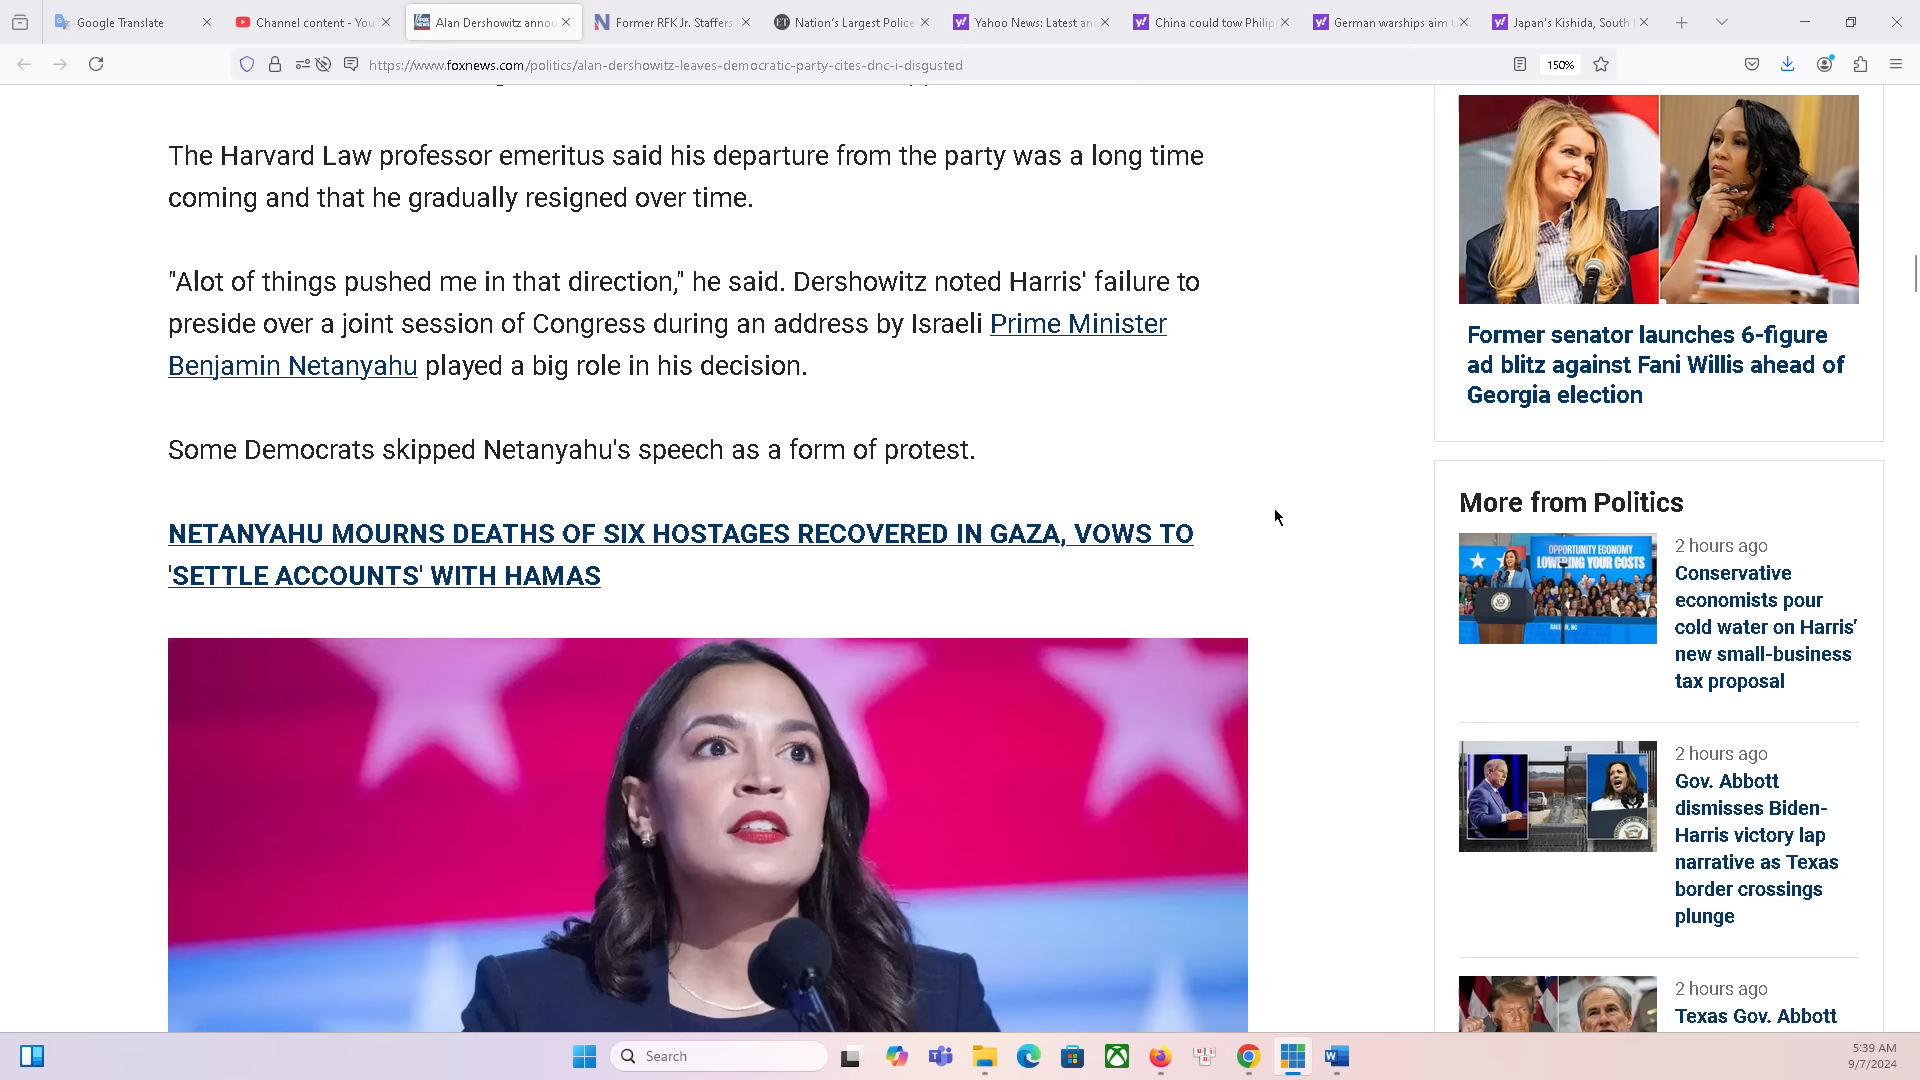 Google Translate
Channel content - You
Alan Dershowitz annou
Former RFK Jr. Staffers
Nation's Largest Police
Yahoo News: Latest an
China could tow Philip
German warships aim
Japan's Kishida, South
https://www.foxnews.com/politics/alan-dershowitz-leaves-democratic-party-cites-dnc-i-disgusted
150%
The Harvard Law professor emeritus said his departure from the party was a long time
coming and that he gradually resigned over time.
"Alot of things pushed me in that direction," he said. Dershowitz noted Harris' failure to
preside over a joint session of Congress during an address by Israeli Prime Minister
Benjamin Netanyahu played a big role in his decision.
Some Democrats skipped Netanyahu's speech as a form of protest.
NETANYAHU MOURNS DEATHS OF SIX HOSTAGES RECOVERED IN GAZA, VOWS TO
'SETTLE ACCOUNTS' WITH HAMAS
Former senator launches 6-figure
ad blitz against Fani Willis ahead of
Georgia election
More from Politics
OPPORTUNITY ECONOMY
LOWERING YOUR COSTS
2 hours ago
Conservative
economists pour
cold water on Harris'
new small-business
tax proposal
2 hours ago
Gov. Abbott
dismisses Biden-
Harris victory lap
narrative as Texas
border crossings
plunge
2 hours ago
Texas Gov. Abbott
Search
5:39 AM
9/7/2024